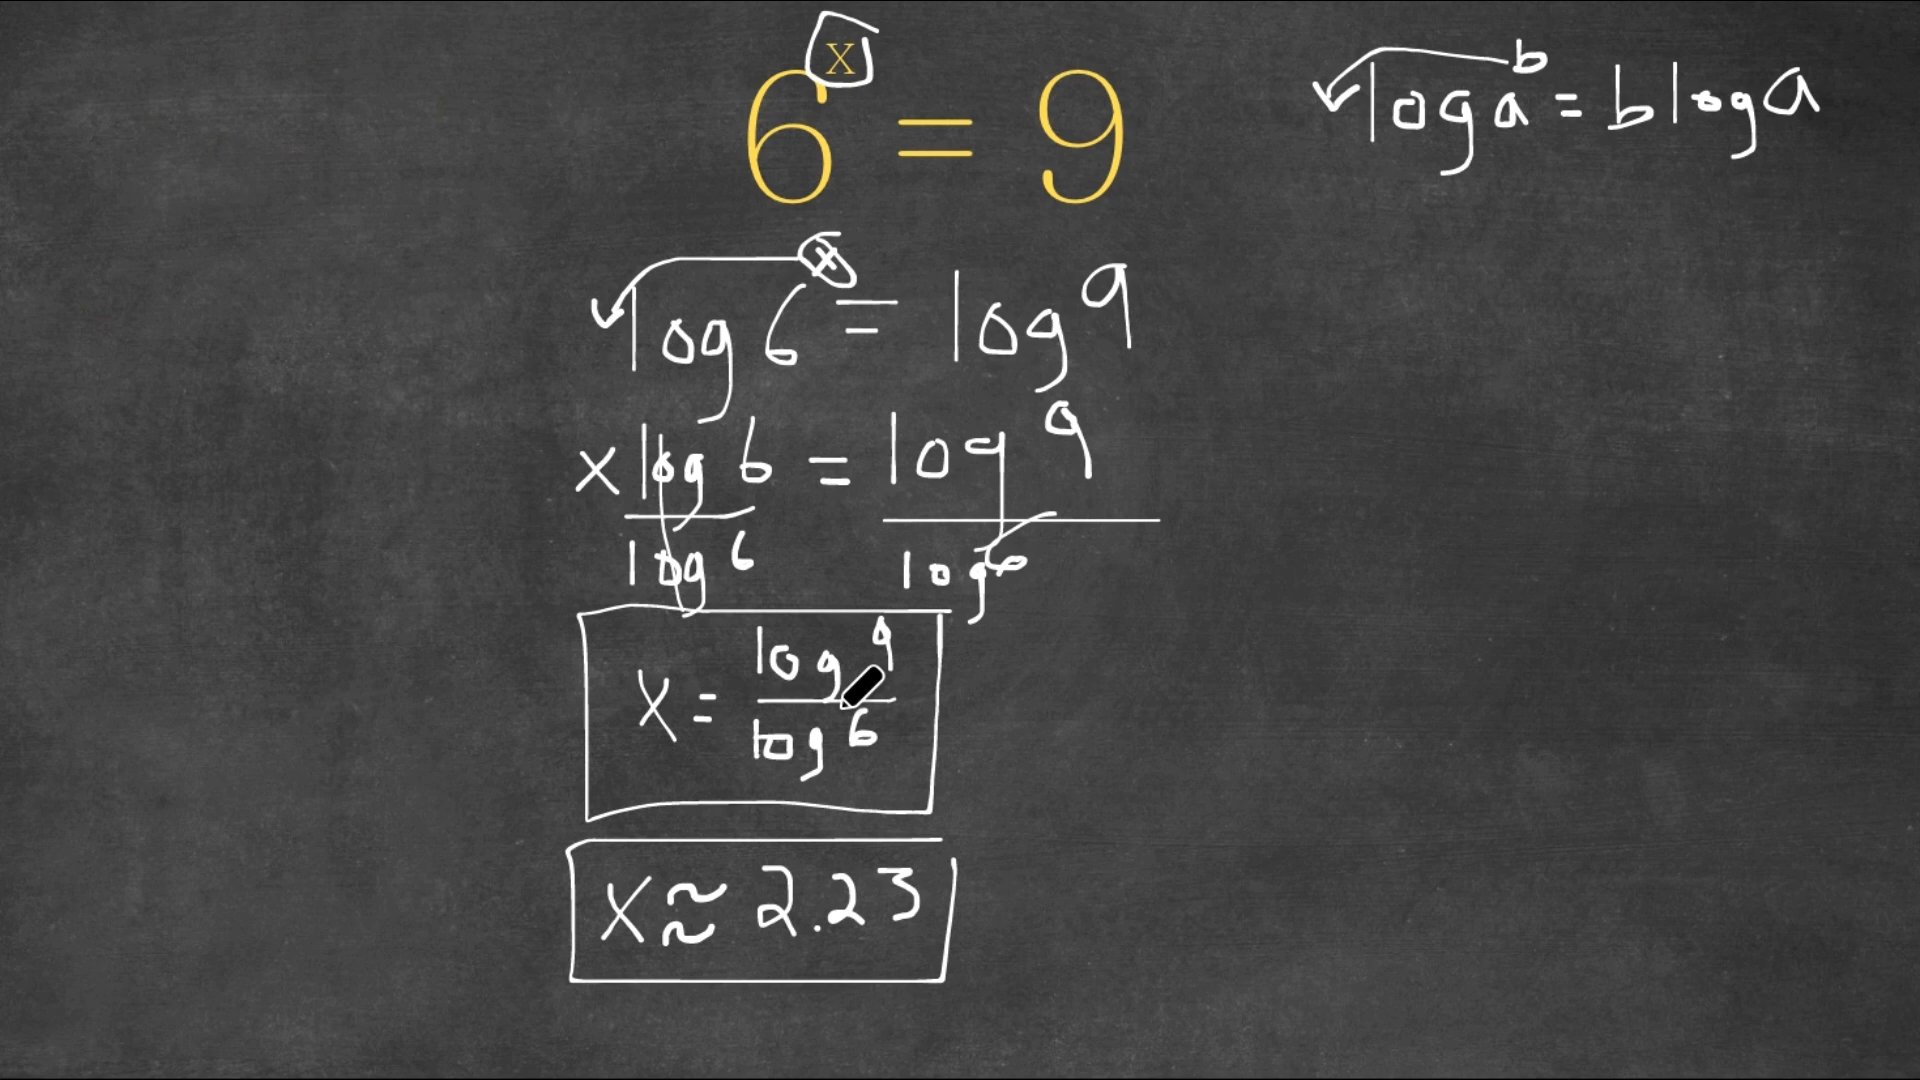 6^x = 9
log a^b = b log a
log 6^x = log 9
x log 6 = log 9
log 6 log 6
x = log 9
log 6
x ≈ 2.23